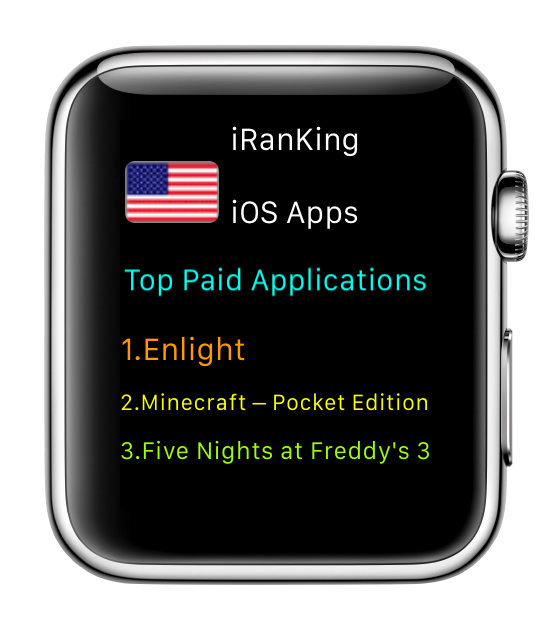 iRanKing
iOS Apps
Top Paid Applications
1.Enlight
2.Minecraft – Pocket Edition
3.Five Nights at Freddy's 3